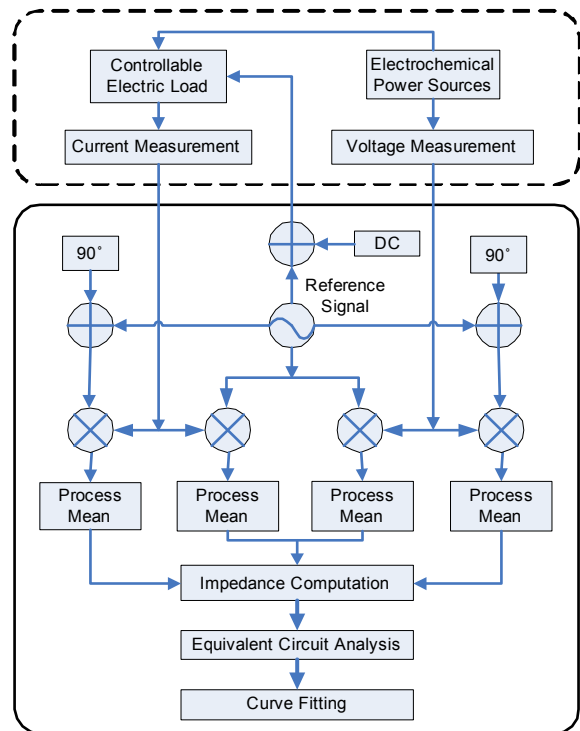 Controllable
Electric Load
Electrochemical
Power Sources
Current Measurement
Voltage Measurement
90˚
DC
90˚
Reference
Signal
Process
Mean
Process
Mean
Process
Mean
Process
Mean
Impedance Computation
Equivalent Circuit Analysis
Curve Fitting